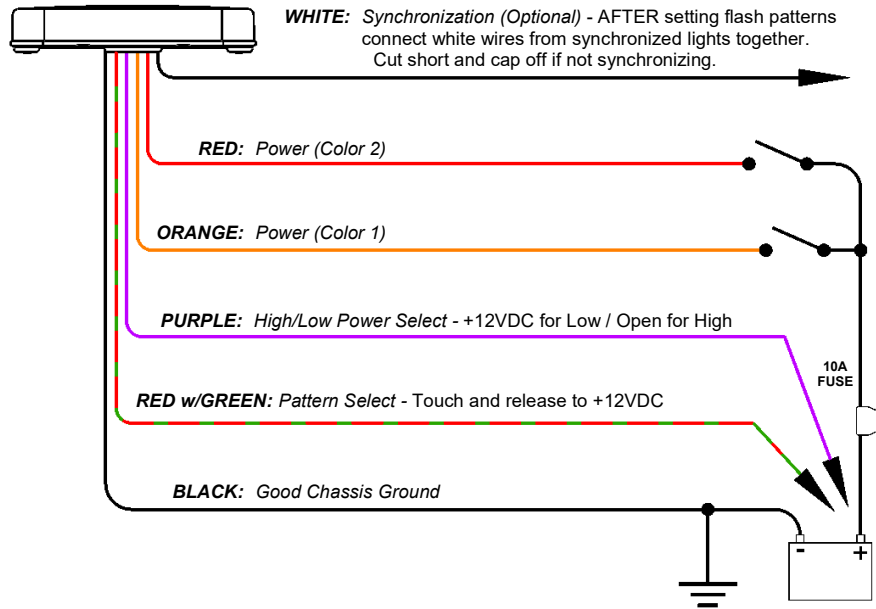 WHITE: Synchronization (Optional) - AFTER setting flash patterns
connect white wires from synchronized lights together.
Cut short and cap off if not synchronizing.
RED: Power (Color 2)
ORANGE: Power (Color 1)
PURPLE: High/Low Power Select - +12VDC for Low / Open for High
10A
FUSE
RED w/GREEN: Pattern Select - Touch and release to +12VDC
BLACK: Good Chassis Ground
- +